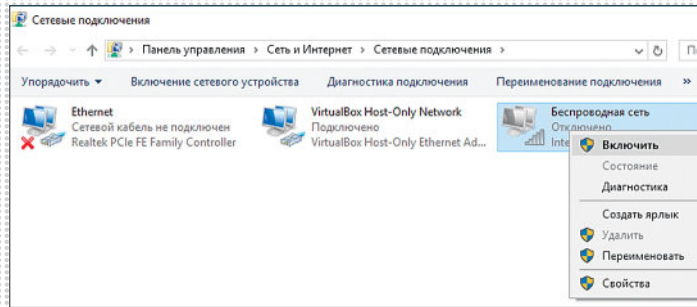 Сетевые подключения
Панель управления > Сеть и Интернет > Сетевые подключения >
Упорядочить Включение сетевого устройства Диагностика подключения Переименование подключения »
Ethernet
Сетевой кабель не подключен
Realtek PCIe FE Family Controller
VirtualBox Host-Only Network
Подключено
VirtualBox Host-Only Ethernet Ad...
Беспроводная сеть
Отключено
Включить
Состояние
Диагностика
Создать ярлык
Удалить
Переименовать
Свойства